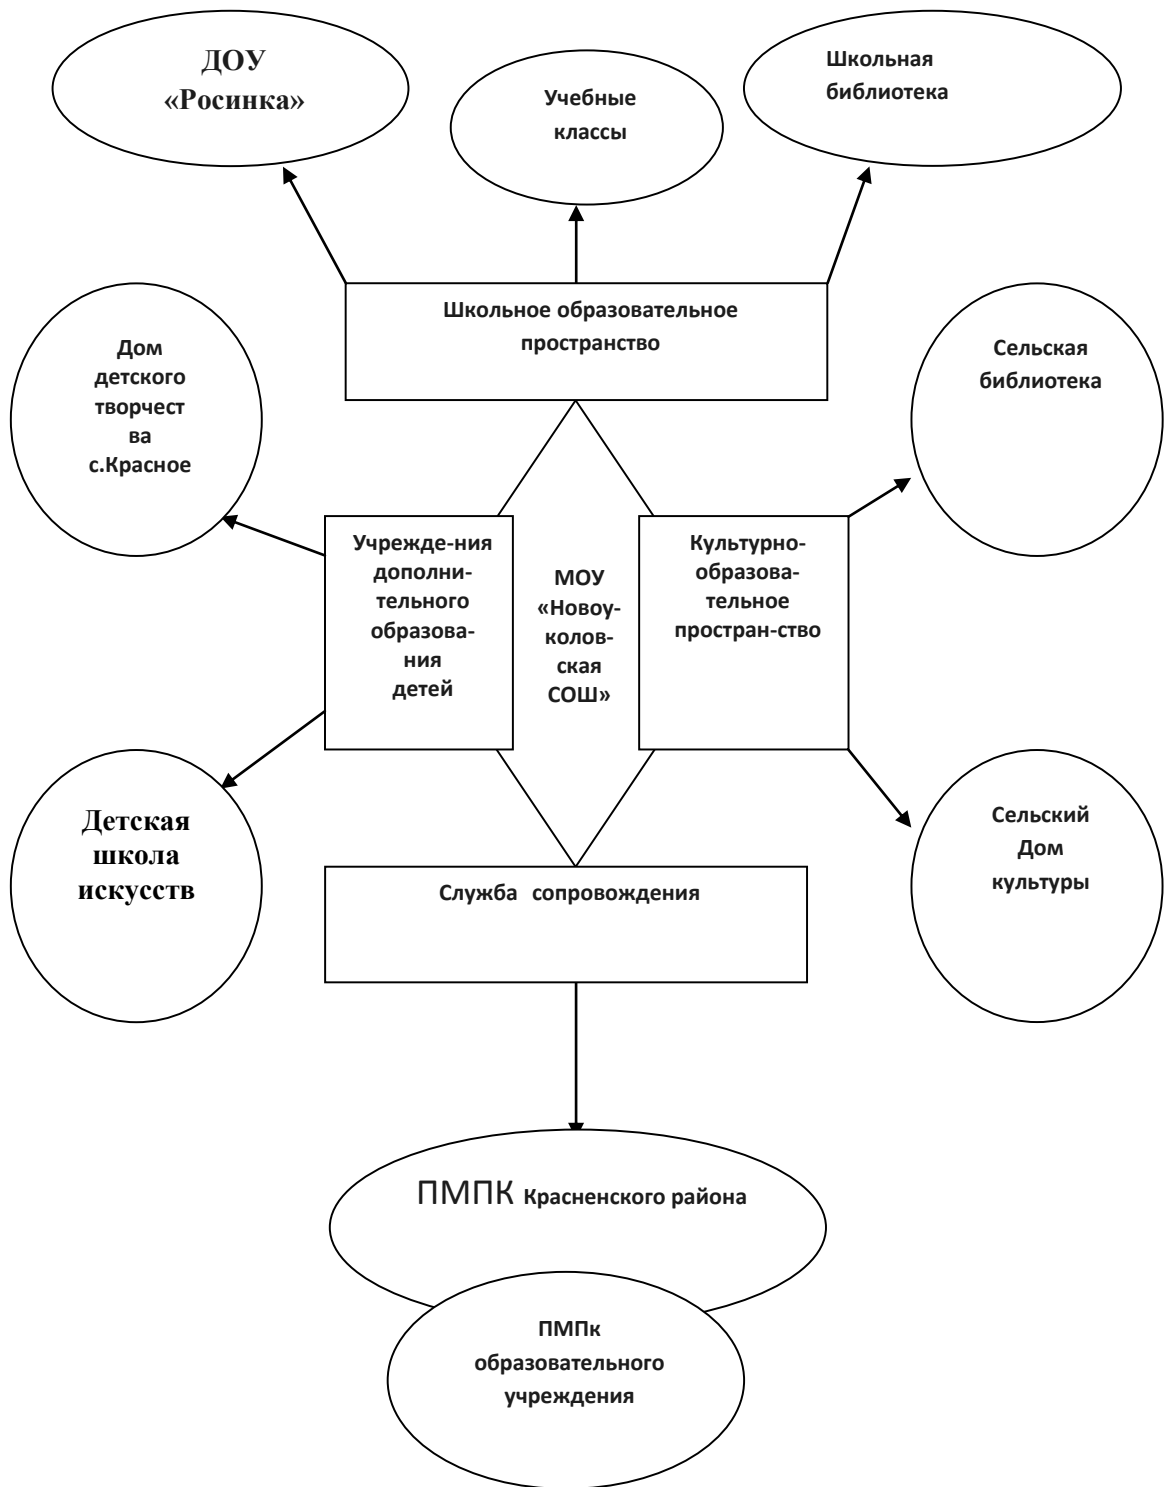 ДОУ
«Росинка»
Учебные
классы
Школьная
библиотека
Школьное образовательное
пространство
Дом
детского
творчест
ва
с.Красное
Сельская
библиотека
Учрежде-ния
дополни-
тельного
образова-
ния
детей
МОУ
«Новоу-
колов-
ская
СОШ»
Культурно-
образова-
тельное
простран-ство
Детская
школа
искусств
Сельский
Дом
культуры
Служба сопровождения
ПМПК Красненского района
ПМПк
образовательного
учреждения